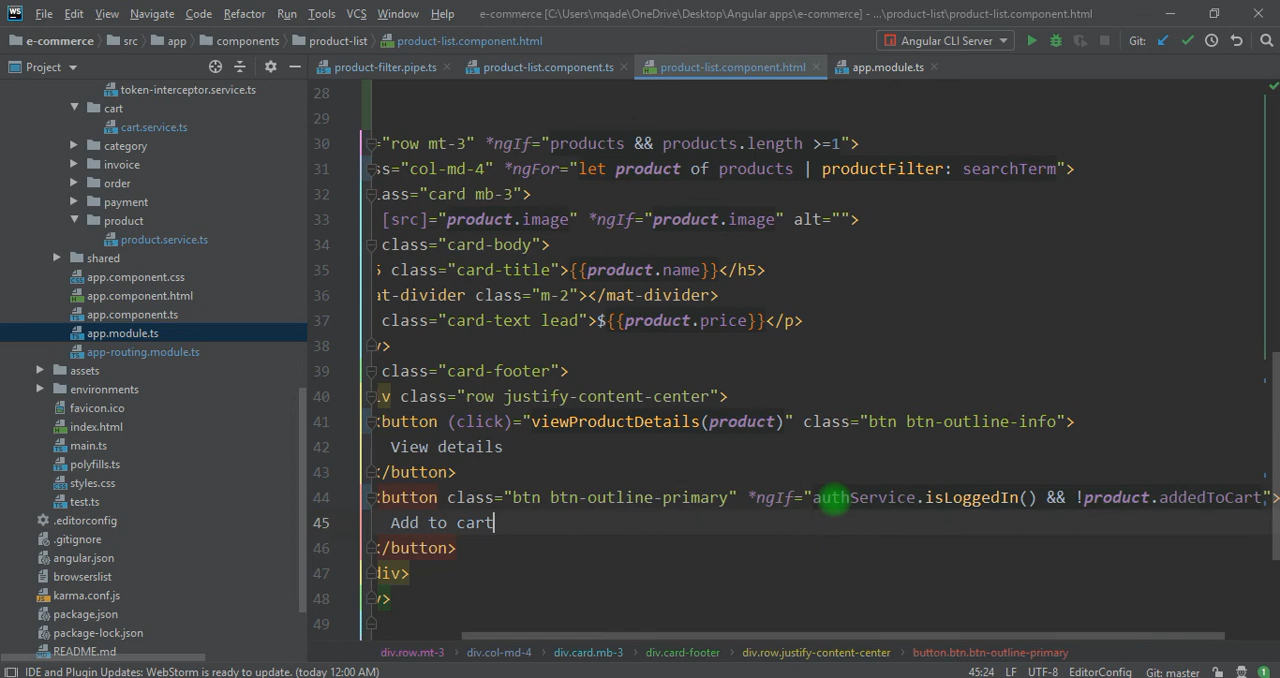 WS File Edit View Navigate Code Refactor Run Tools VCS Window Help e-commerce [C:\Users\mqade\OneDrive\Desktop\Angular apps\e-commerce] - ...\product-list\product-list.component.html
e-commerce src app components product-list product-list.component.html Angular CLI Server Git:
Project product-filter.pipe.ts product-list.component.ts product-list.component.html app.module.ts
token-interceptor.service.ts
cart
cart.service.ts
category
invoice
order
payment
product
product.service.ts
shared
app.component.css
app.component.html
app.component.ts
app.module.ts
app-routing.module.ts
assets
environments
favicon.ico
index.html
main.ts
polyfills.ts
styles.css
test.ts
.editorconfig
.gitignore
angular.json
browserslist
karma.conf.js
package.json
package-lock.json
README.md
28
29
30 ="row mt-3" *ngIf="products && products.length >=1">
31 ss="col-md-4" *ngFor="let product of products | productFilter: searchTerm">
32 lass="card mb-3">
33 [src]="product.image" *ngIf="product.image" alt="">
34 class="card-body">
35 5 class="card-title">{{product.name}}</h5>
36 at-divider class="m-2"></mat-divider>
37 class="card-text lead">${{product.price}}</p>
38 >
39 class="card-footer">
40 iv class="row justify-content-center">
41 <button (click)="viewProductDetails(product)" class="btn btn-outline-info">
42 View details
43 </button>
44 <button class="btn btn-outline-primary" *ngIf="authService.isLoggedIn() && !product.addedToCart">
45 Add to cart
46 </button>
47 div>
48 >
49
div.row.mt-3 div.col-md-4 div.card.mb-3 div.card-footer div.row.justify-content-center button.btn.btn-outline-primary
IDE and Plugin Updates: WebStorm is ready to update. (today 12:00 AM) 45:24 LF UTF-8 EditorConfig Git: master 1